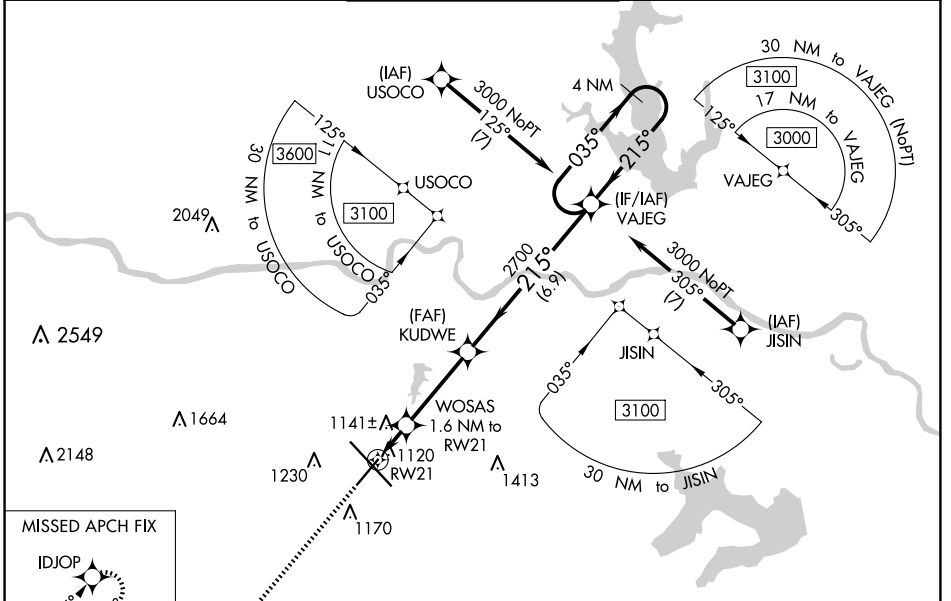 (IAF)
USOCO
3000 NoPT
125°
(7)
4 NM
035°
215°
(IF/IAF)
VAJEG
30 NM to VAJEG (NoPT)
3100
17 NM to VAJEG
3000
125°
VAJEG
305°
125°
3600
30 NM to USOCO
11 NM to USOCO
3100
USOCO
035°
2049
2700
215°
(6.9)
3000 NoPT
305°
(7)
(IAF)
JISIN
(FAF)
KUDWE
2549
JISIN
035°
305°
3100
30 NM to JISIN
1664
1141±
WOSAS
1.6 NM to
RW21
2148
1230
1120
RW21
1413
1170
MISSED APCH FIX
IDJOP